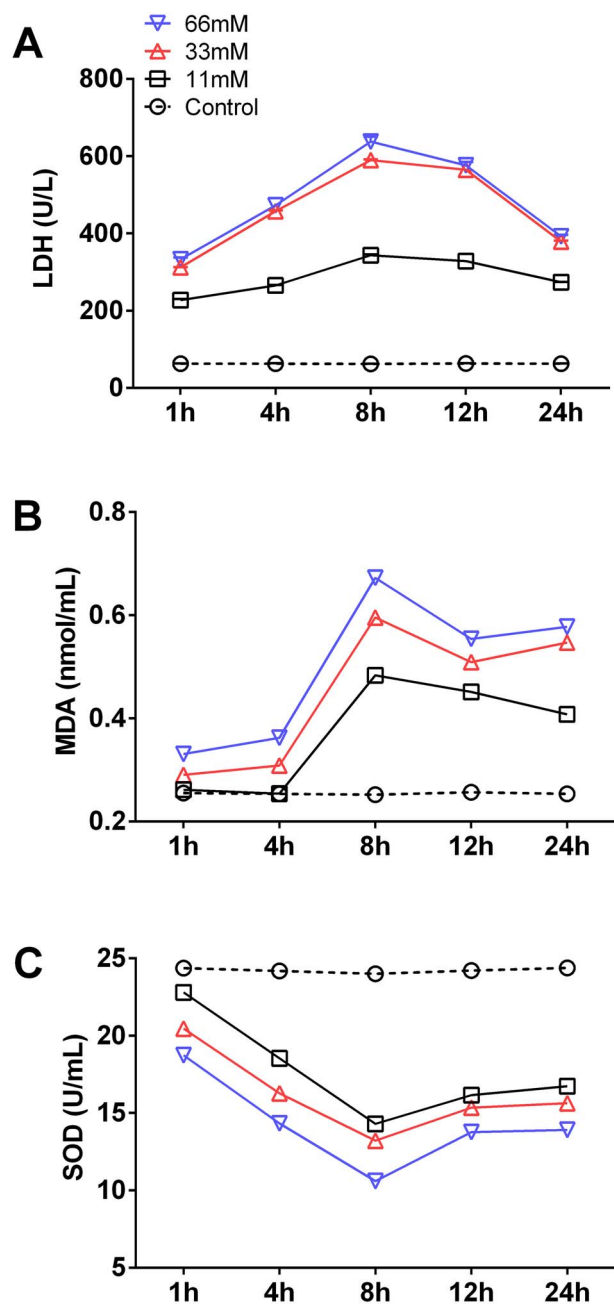 A
66mM
33mM
11mM
Control
LDH (U/L)
800
600
400
200
0
1h 4h 8h 12h 24h
B
MDA (nmol/mL)
0.8
0.6
0.4
0.2
1h 4h 8h 12h 24h
C
SOD (U/mL)
25
20
15
10
5
1h 4h 8h 12h 24h